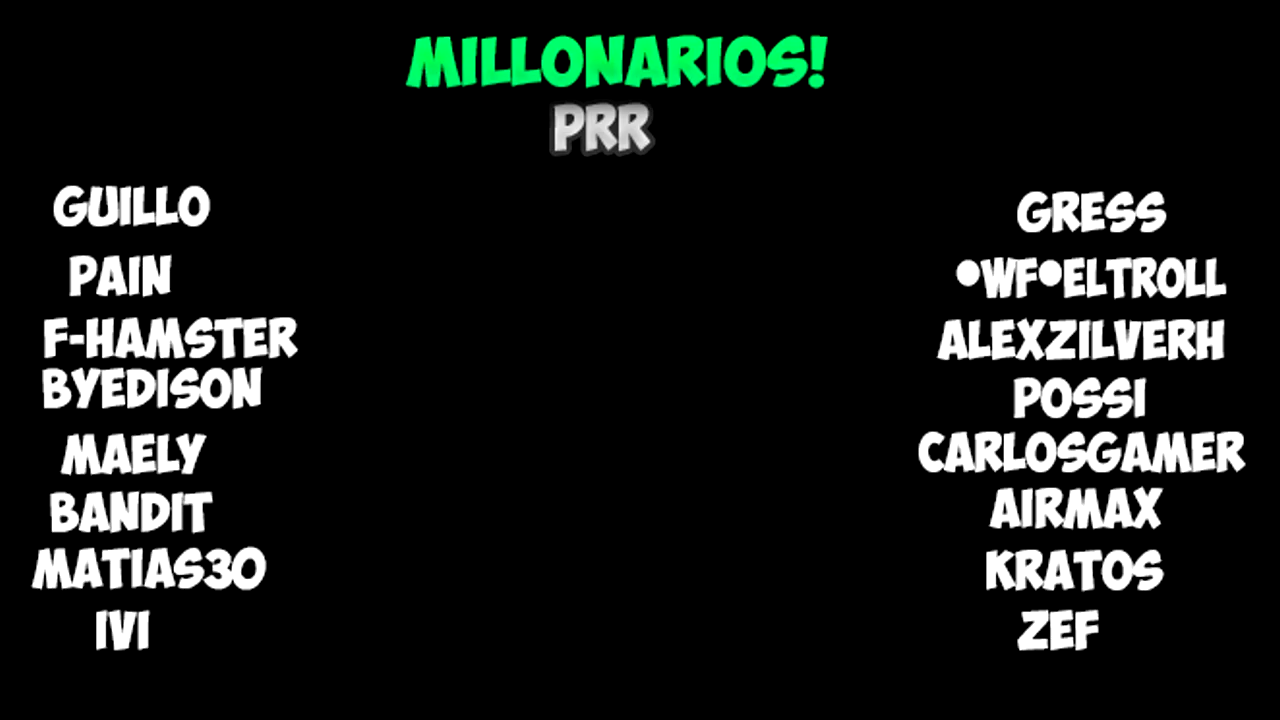 MILLONARIOS!
PRR
GUILLO
PAIN
F-HAMSTER
BYEDISON
MAELY
BANDIT
MATIAS30
IVI
GRESS
•WF•ELTROLL
ALEXZILVERH
POSSI
CARLOSGAMER
AIRMAX
KRATOS
ZEF